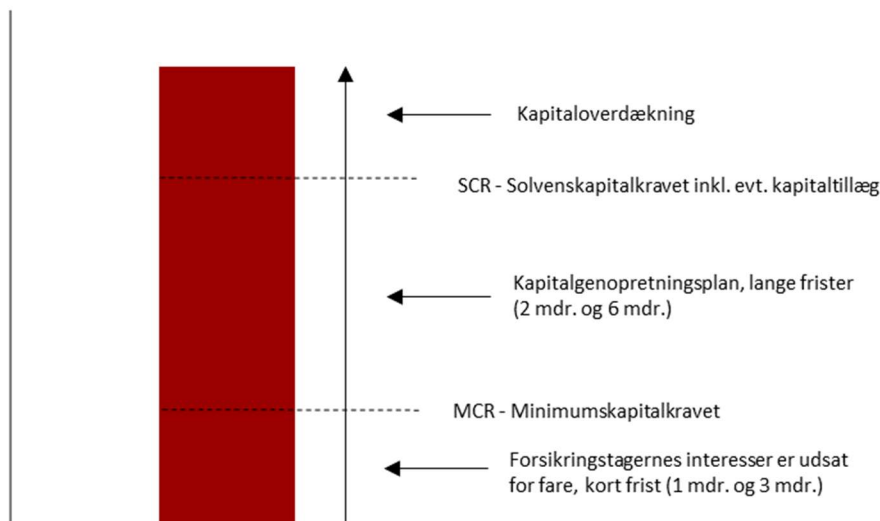 Kapitaloverdækning
SCR - Solvenskapitalkravet inkl. evt. kapitaltillæg
Kapitalgenopretningsplan, lange frister
(2 mdr. og 6 mdr.)
MCR - Minimumskapitalkravet
Forsikringstagernes interesser er udsat
for fare, kort frist (1 mdr. og 3 mdr.)